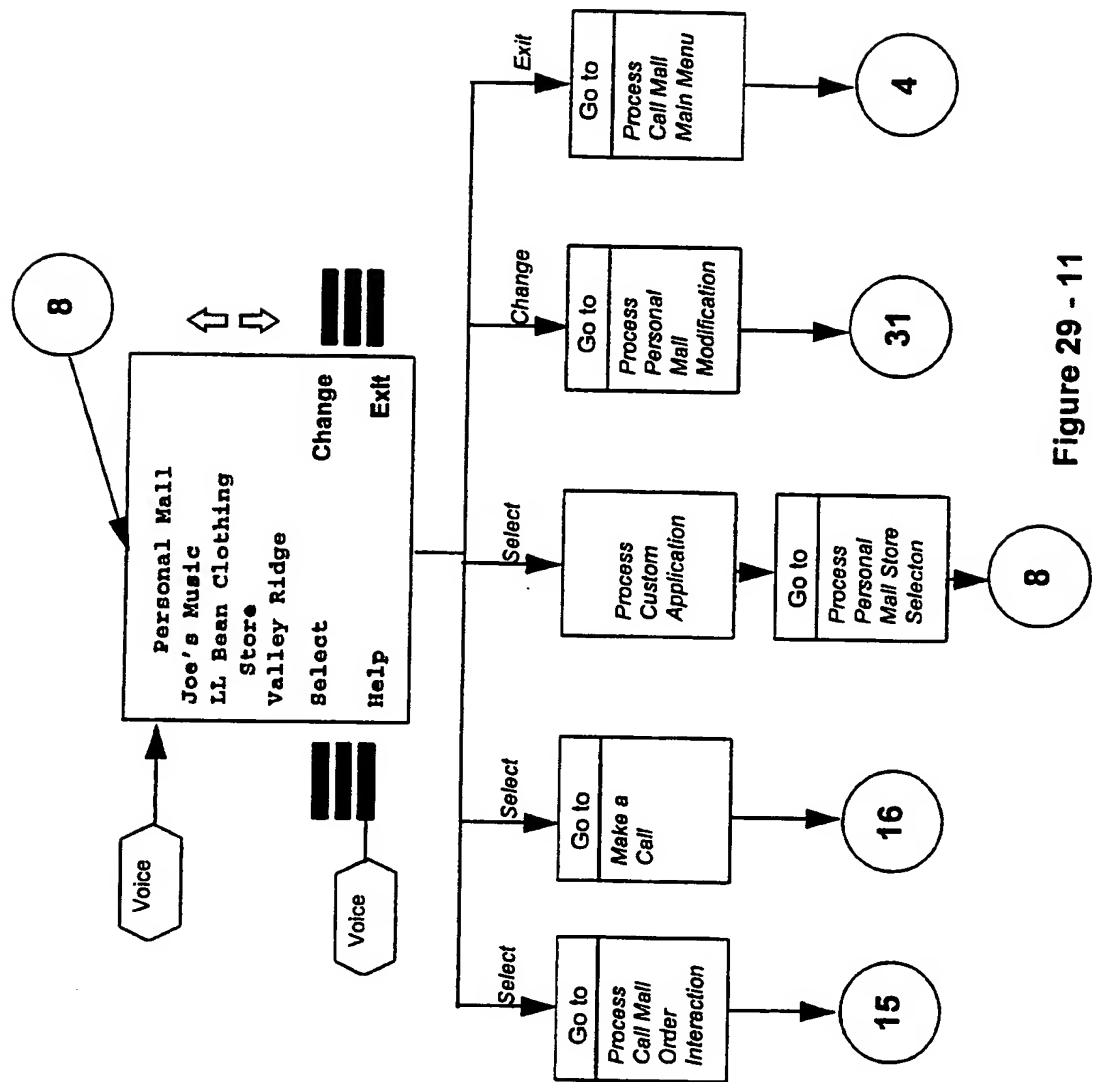 8
Voice
Personal Mall
Joe's Music
LL Bean Clothing
Store
Valley Ridge
Select Change
Help Exit
Voice
Select
Select
Select
Change
Exit
Go to
Process
Call Mall
Order
Interaction
15
Go to
Make a
Call
16
Process
Custom
Application
Go to
Process
Personal
Mall Store
Selecton
8
Go to
Process
Personal
Mall
Modification
31
Go to
Process
Call Mall
Main Menu
4
Figure 29 - 11